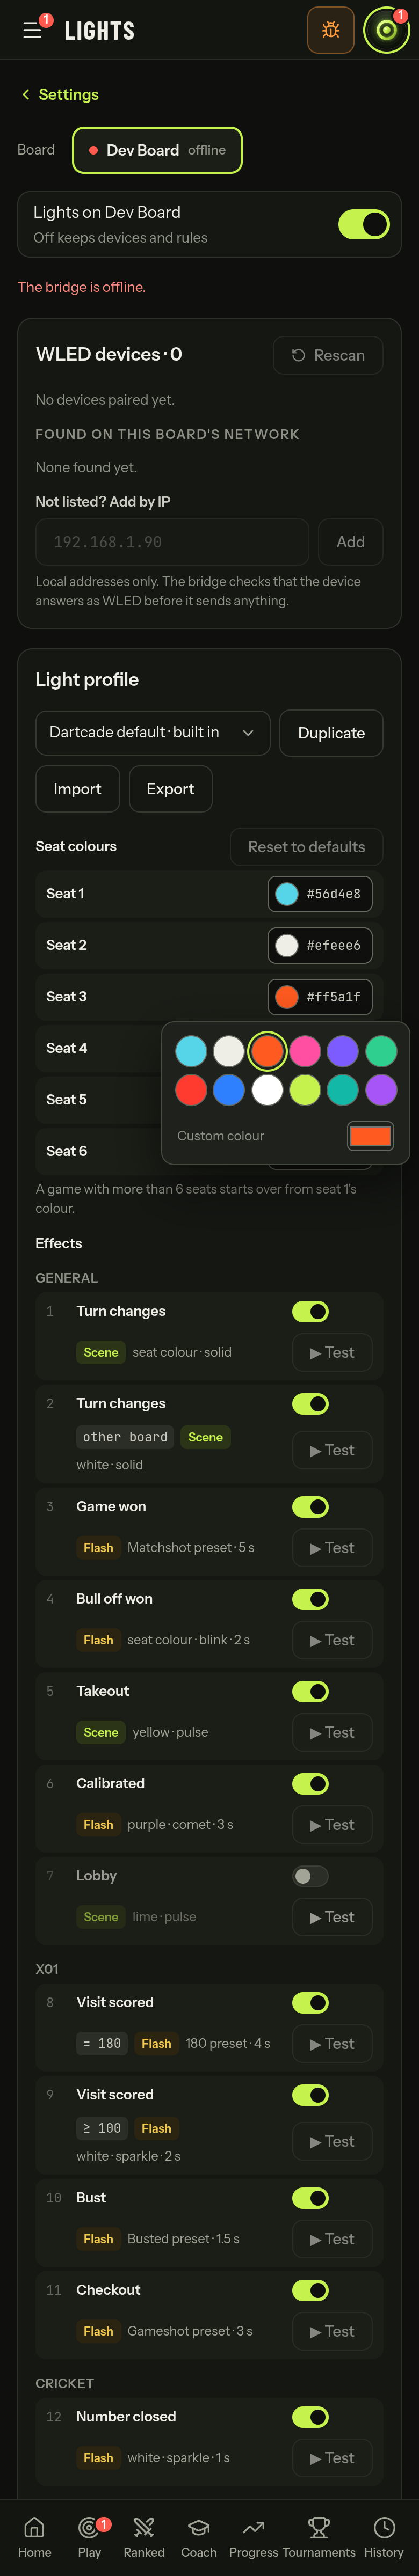 1
LIGHTS
1
Settings
Board
Dev Board offline
Lights on Dev Board
Off keeps devices and rules
The bridge is offline.
WLED devices · 0
Rescan
No devices paired yet.
FOUND ON THIS BOARD'S NETWORK
None found yet.
Not listed? Add by IP
192.168.1.90
Add
Local addresses only. The bridge checks that the device
answers as WLED before it sends anything.
Light profile
Dartcade default · built in
Duplicate
Import
Export
Seat colours
Reset to defaults
Seat 1
#56d4e8
Seat 2
#efeee6
Seat 3
#ff5a1f
Seat 4
Seat 5
Seat 6
Custom colour
A game with more than 6 seats starts over from seat 1's
colour.
Effects
GENERAL
1 Turn changes
Scene seat colour · solid
▶ Test
2 Turn changes
other board Scene
white · solid
▶ Test
3 Game won
Flash Matchshot preset · 5 s
▶ Test
4 Bull off won
Flash seat colour · blink · 2 s
▶ Test
5 Takeout
Scene yellow · pulse
▶ Test
6 Calibrated
Flash purple · comet · 3 s
▶ Test
7 Lobby
Scene lime · pulse
▶ Test
X01
8 Visit scored
= 180 Flash 180 preset · 4 s
▶ Test
9 Visit scored
≥ 100 Flash
white · sparkle · 2 s
▶ Test
10 Bust
Flash Busted preset · 1.5 s
▶ Test
11 Checkout
Flash Gameshot preset · 3 s
▶ Test
CRICKET
12 Number closed
Flash white · sparkle · 1 s
▶ Test
1
Home Play Ranked Coach Progress Tournaments History